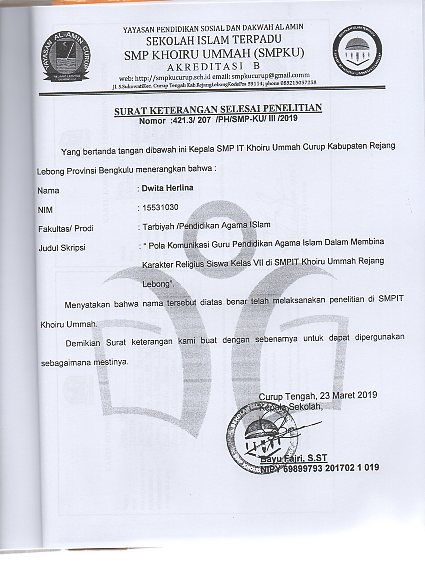 YAYASAN PENDIDIKAN SOSIAL DAN DAKWAH AL AMIN
SEKOLAH ISLAM TERPADU
SMP KHOIRU UMMAH (SMPKU)
AKREDITASI B
web: http://smpkucurup.sch.id email: smpkucurup@gmail.comm
Jl. S.Sukowati Kec. Curup Tengah Kab.Rejang Lebong KodePos 39114; phone 085215057258
SURAT KETERANGAN SELESAI PENELITIAN
Nomor :421.3/ 207 /PH/SMP-KU/ III /2019
Yang bertanda tangan dibawah ini Kepala SMP IT Khoiru Ummah Curup Kabupaten Rejang
Lebong Provinsi Bengkulu menerangkan bahwa :
Nama : Dwita Herlina
NIM : 15531030
Fakultas/ Prodi : Tarbiyah /Pendidikan Agama ISlam
Judul Skripsi : “ Pola Komunikasi Guru Pendidikan Agama Islam Dalam Membina
Karakter Religius Siswa Kelas VII di SMPIT Khoiru Ummah Rejang
Lebong”.
Menyatakan bahwa nama tersebut diatas benar telah melaksanakan penelitian di SMPIT
Khoiru Ummah.
Demikian Surat keterangan kami buat dengan sebenarnya untuk dapat dipergunakan
sebagaimana mestinya.
Curup Tengah, 23 Maret 2019
Kepala Sekolah,
Bayu Fajri, S.ST
NIPY 69899793 201702 1 019